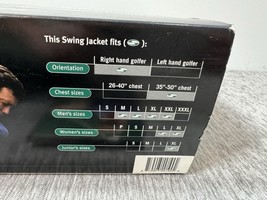 This Swing Jacket fits ( ):
Right hand golfer Left hand golfer
Orientation
26-40" chest 35"-50" chest
Chest sizes
S M L XL XXL XXXL
Men's sizes
P S M L XL
Women's sizes
S M L XL
Junior's sizes